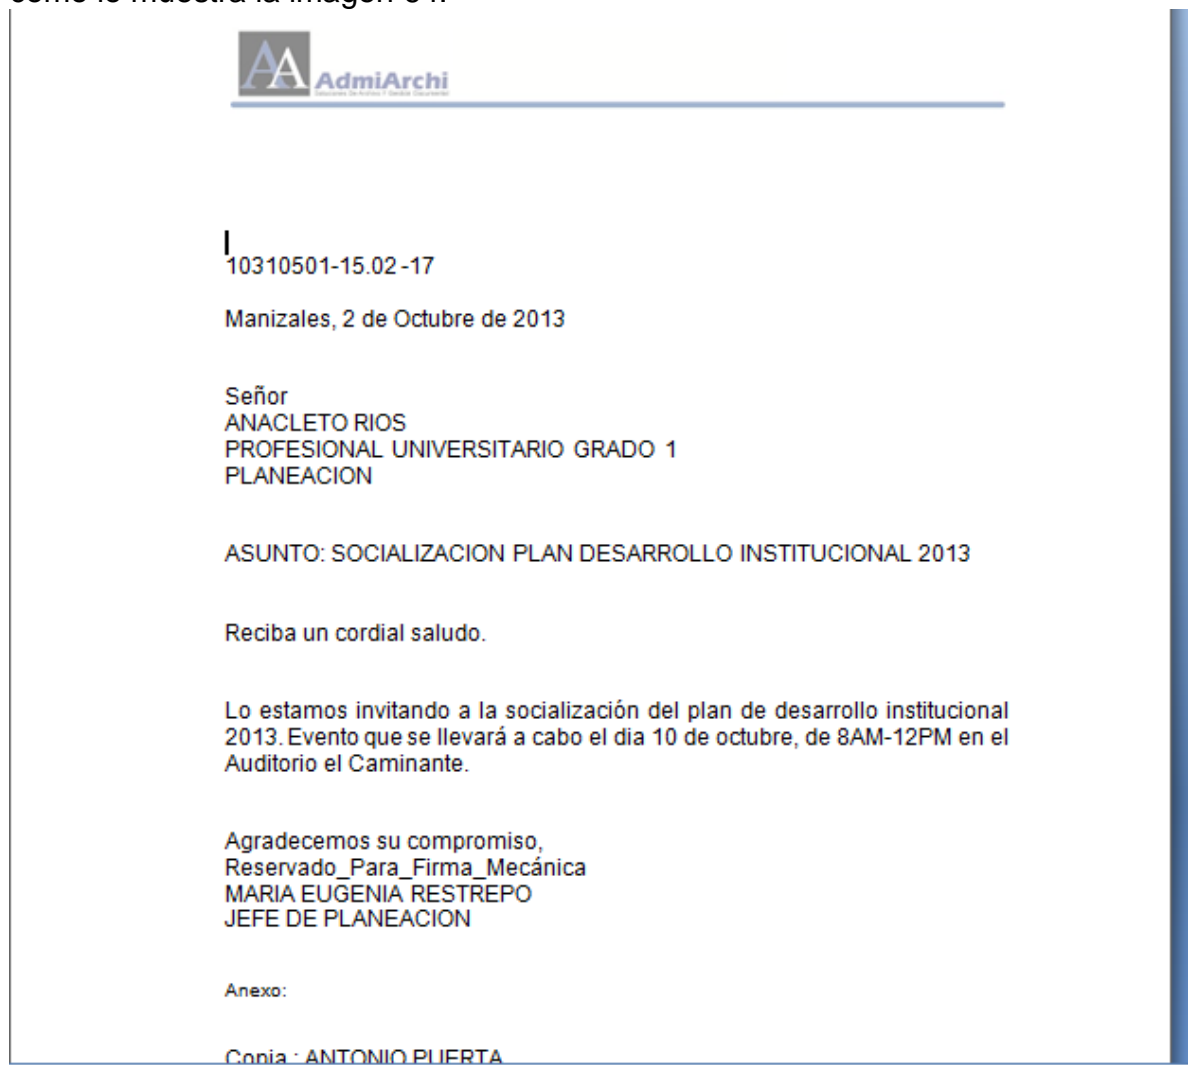 como lo muestra la imagen
AA AdmiArchi
10310501-15.02 -17
Manizales, 2 de Octubre de 2013
Señor
ANACLETO RIOS
PROFESIONAL UNIVERSITARIO GRADO 1
PLANEACION
ASUNTO: SOCIALIZACION PLAN DESARROLLO INSTITUCIONAL 2013
Reciba un cordial saludo.
Lo estamos invitando a la socialización del plan de desarrollo institucional
2013. Evento que se llevará a cabo el dia 10 de octubre, de 8AM-12PM en el
Auditorio el Caminante.
Agradecemos su compromiso,
Reservado_Para_Firma_Mecánica
MARIA EUGENIA RESTREPO
JEFE DE PLANEACION
Anexo:
Copia : ANTONIO PUERTA